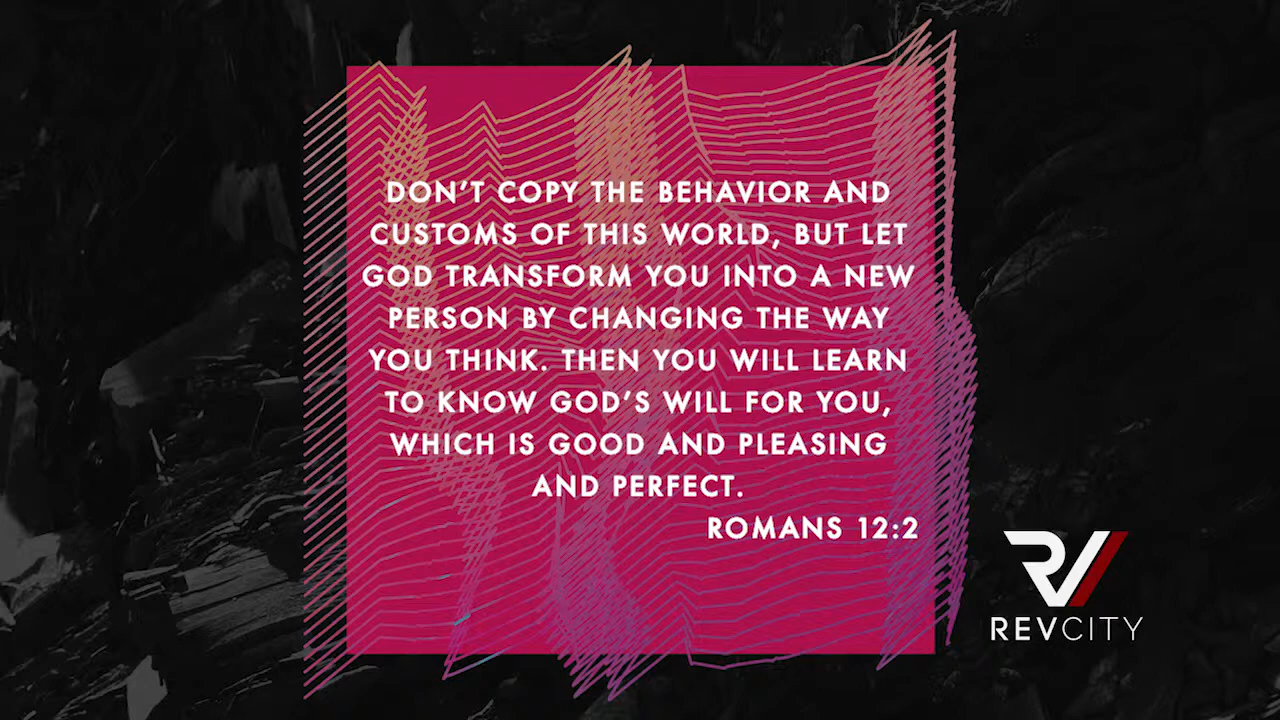 DON'T COPY THE BEHAVIOR AND
CUSTOMS OF THIS WORLD, BUT LET
GOD TRANSFORM YOU INTO A NEW
PERSON BY CHANGING THE WAY
YOU THINK. THEN YOU WILL LEARN
TO KNOW GOD'S WILL FOR YOU,
WHICH IS GOOD AND PLEASING
AND PERFECT.
ROMANS 12:2
RV
REVCITY